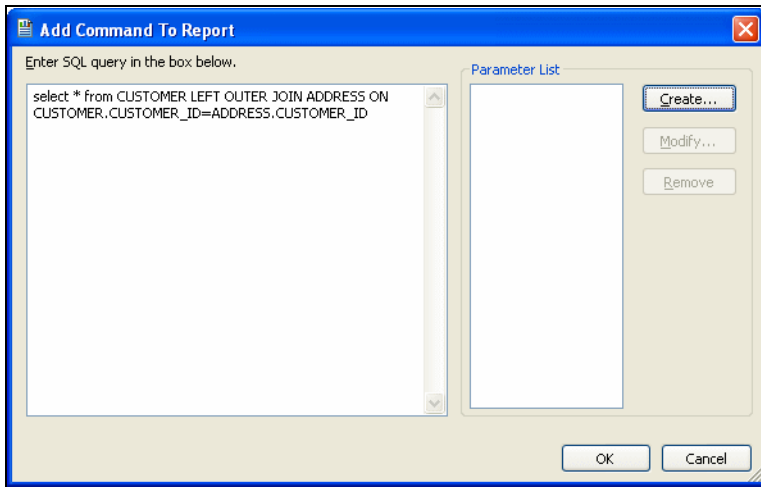 Add Command To Report
Enter SQL query in the box below.
select * from CUSTOMER LEFT OUTER JOIN ADDRESS ON
CUSTOMER.CUSTOMER_ID=ADDRESS.CUSTOMER_ID
Parameter List
Create...
Modify...
Remove
OK
Cancel